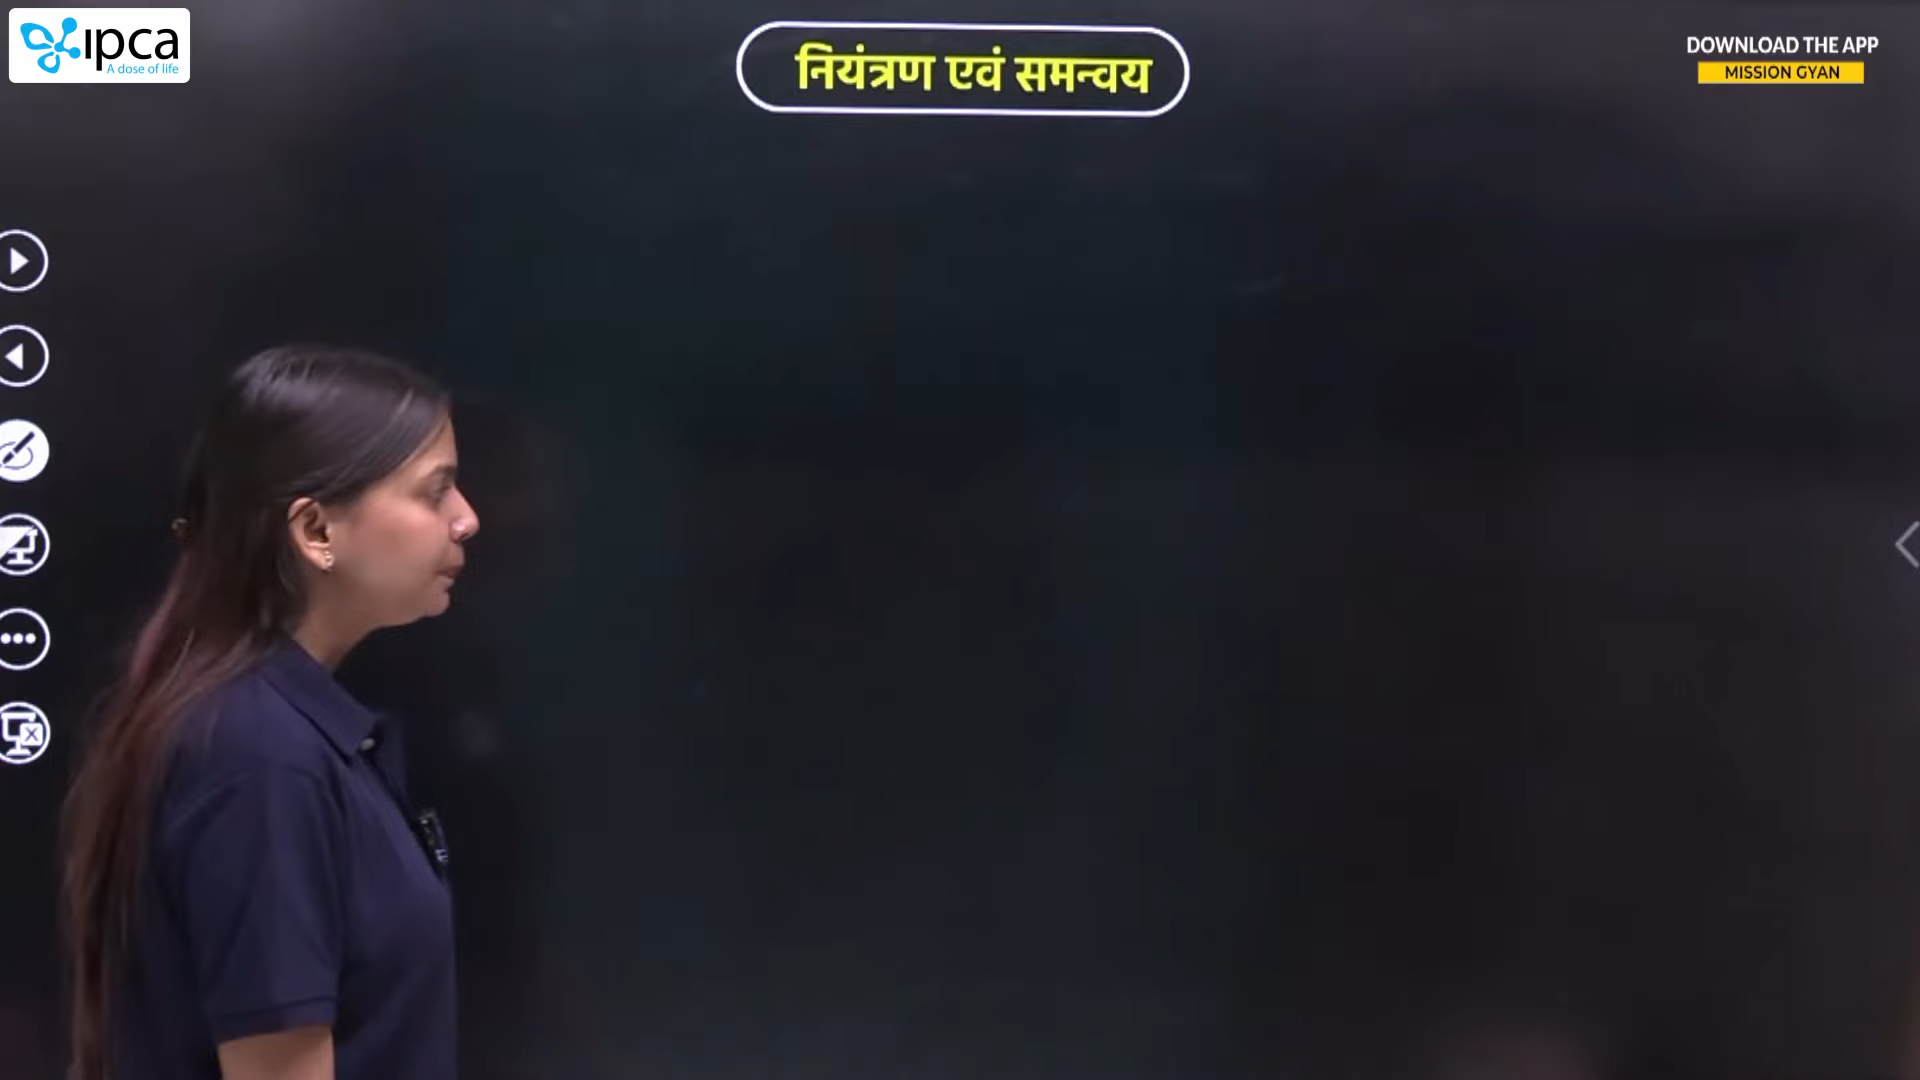 ipca
A dose of life
नियंत्रण एवं समन्वय
DOWNLOAD THE APP
MISSION GYAN